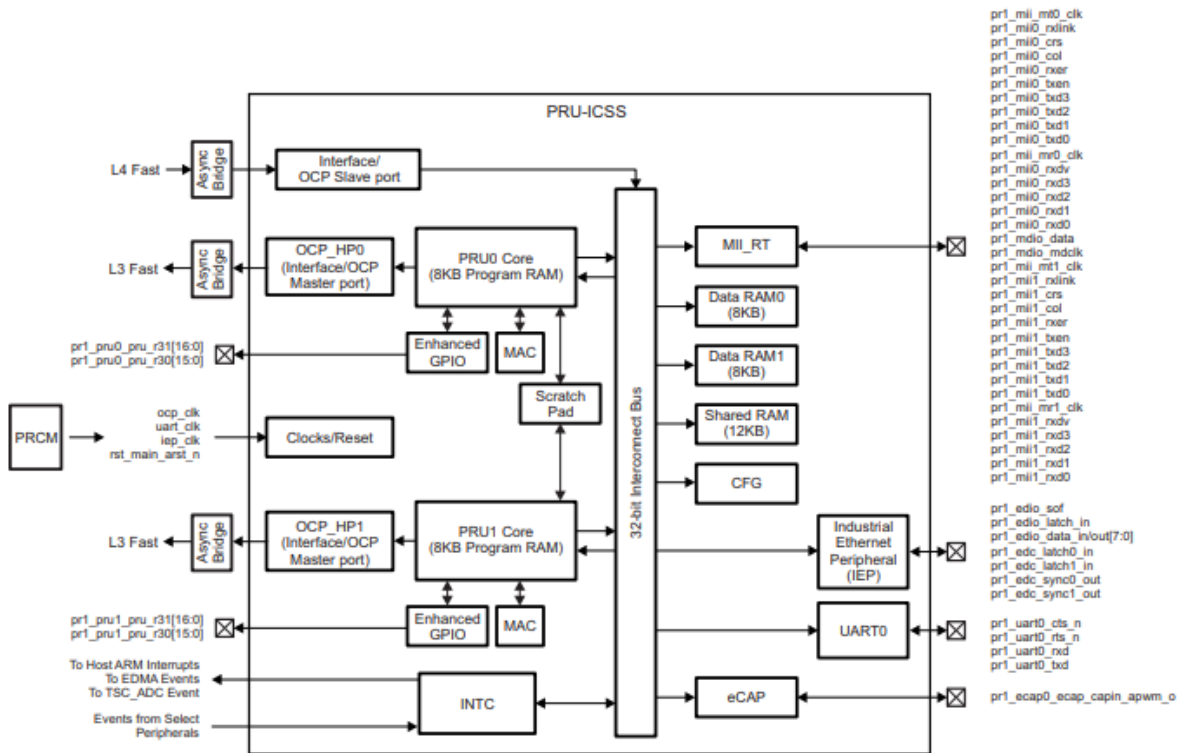 pr1_mii_mt0_clk
pr1_mii0_rxlink
pr1_mii0_crs
pr1_mii0_col
pr1_mii0_rxer
pr1_mii0_txen
pr1_mii0_txd3
pr1_mii0_txd2
pr1_mii0_txd1
pr1_mii0_txd0
pr1_mii_mr0_clk
pr1_mii0_rxdv
pr1_mii0_rxd3
pr1_mii0_rxd2
pr1_mii0_rxd1
pr1_mii0_rxd0
pr1_mdio_data
pr1_mdio_mdclk
pr1_mii_mt1_clk
pr1_mii1_rxlink
pr1_mii1_crs
pr1_mii1_col
pr1_mii1_rxer
pr1_mii1_txen
pr1_mii1_txd3
pr1_mii1_txd2
pr1_mii1_txd1
pr1_mii1_txd0
pr1_mii_mr1_clk
pr1_mii1_rxdv
pr1_mii1_rxd3
pr1_mii1_rxd2
pr1_mii1_rxd1
pr1_mii1_rxd0
PRU-ICSS
L4 Fast
Async
Bridge
Interface/
OCP Slave port
L3 Fast
Async
Bridge
OCP_HP0
(Interface/OCP
Master port)
PRU0 Core
(8KB Program RAM)
pr1_pru0_pru_r31[16:0]
pr1_pru0_pru_r30[15:0]
Enhanced
GPIO
MAC
Scratch
Pad
PRCM
ocp_clk
uart_clk
iep_clk
rst_main_arst_n
Clocks/Reset
L3 Fast
Async
Bridge
OCP_HP1
(Interface/OCP
Master port)
PRU1 Core
(8KB Program RAM)
pr1_pru1_pru_r31[16:0]
pr1_pru1_pru_r30[15:0]
Enhanced
GPIO
MAC
To Host ARM Interrupts
To EDMA Events
To TSC_ADC Event
Events from Select
Peripherals
INTC
32-bit Interconnect Bus
MII_RT
Data RAM0
(8KB)
Data RAM1
(8KB)
Shared RAM
(12KB)
CFG
Industrial
Ethernet
Peripheral
(IEP)
pr1_edio_sof
pr1_edio_latch_in
pr1_edio_data_in/out[7:0]
pr1_edc_latch0_in
pr1_edc_latch1_in
pr1_edc_sync0_out
pr1_edc_sync1_out
UART0
pr1_uart0_cts_n
pr1_uart0_rts_n
pr1_uart0_rxd
pr1_uart0_txd
eCAP
pr1_ecap0_ecap_capin_apwm_o